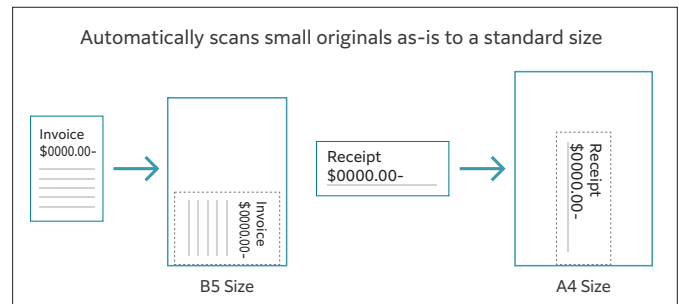 Automatically scans small originals as-is to a standard size
Invoice
$0000.00-
Invoice
$0000.00-
B5 Size
Receipt
$0000.00-
Receipt
$0000.00-
A4 Size